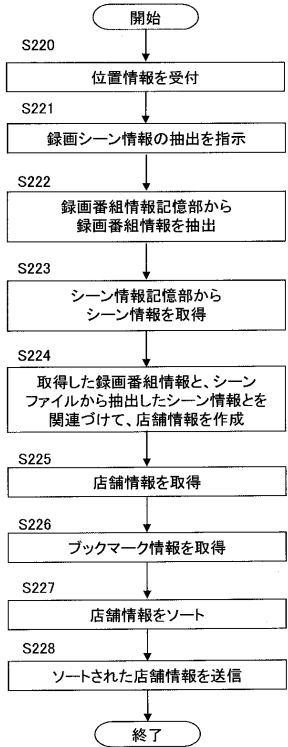 開始
S220
位置情報を受付
S221
録画シーン情報の抽出を指示
S222
録画番組情報記憶部から
録画番組情報を抽出
S223
シーン情報記憶部から
シーン情報を取得
S224
取得した録画番組情報と、シーン
ファイルから抽出したシーン情報とを
関連づけて、店舗情報を作成
S225
店舗情報を取得
S226
ブックマーク情報を取得
S227
店舗情報をソート
S228
ソートされた店舗情報を送信
終了